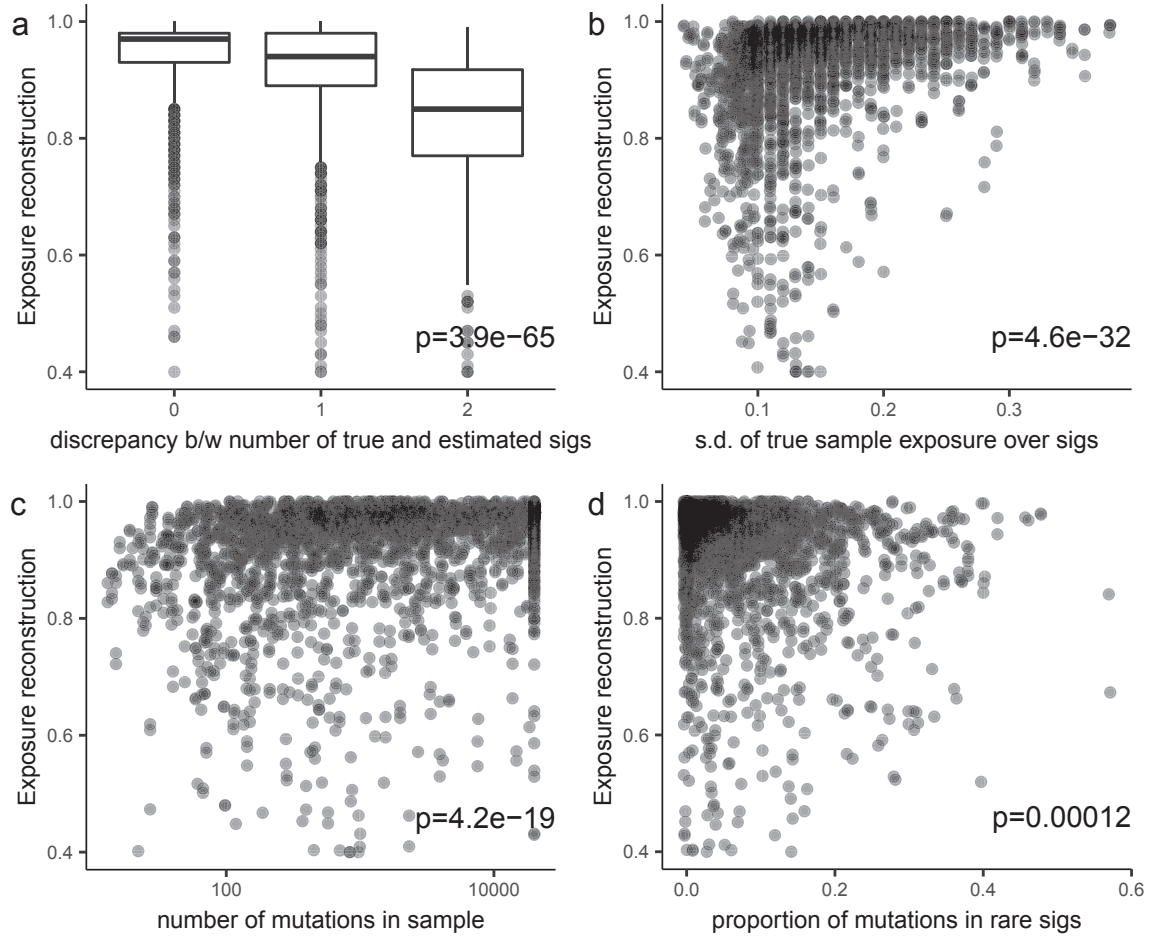 a
1.0
0.8
0.6
0.4
Exposure reconstruction
p=3.9e−65
0 1 2
discrepancy b/w number of true and estimated sigs
b
1.0
0.8
0.6
0.4
Exposure reconstruction
p=4.6e−32
0.1 0.2 0.3
s.d. of true sample exposure over sigs
c
1.0
0.8
0.6
0.4
Exposure reconstruction
p=4.2e−19
100 10000
number of mutations in sample
d
1.0
0.8
0.6
0.4
Exposure reconstruction
p=0.00012
0.0 0.2 0.4 0.6
proportion of mutations in rare sigs